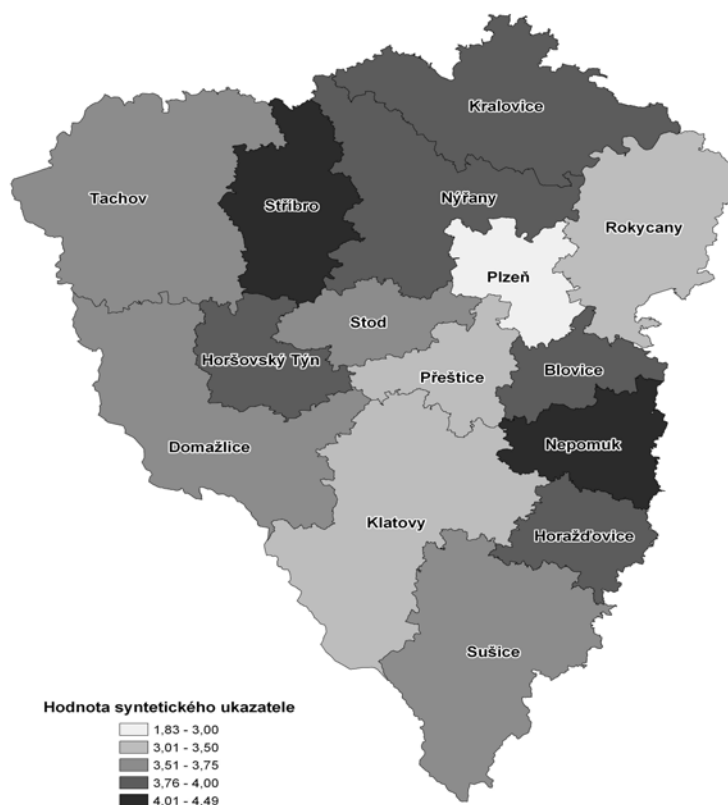 Kralovice
Tachov
Stříbro
Nýřany
Rokycany
Plzeň
Stod
Horšovský Týn
Přeštice
Blovice
Domažlice
Nepomuk
Klatovy
Horažďovice
Sušice
Hodnota syntetického ukazatele
1,83 - 3,00
3,01 - 3,50
3,51 - 3,75
3,76 - 4,00
4,01 - 4,49